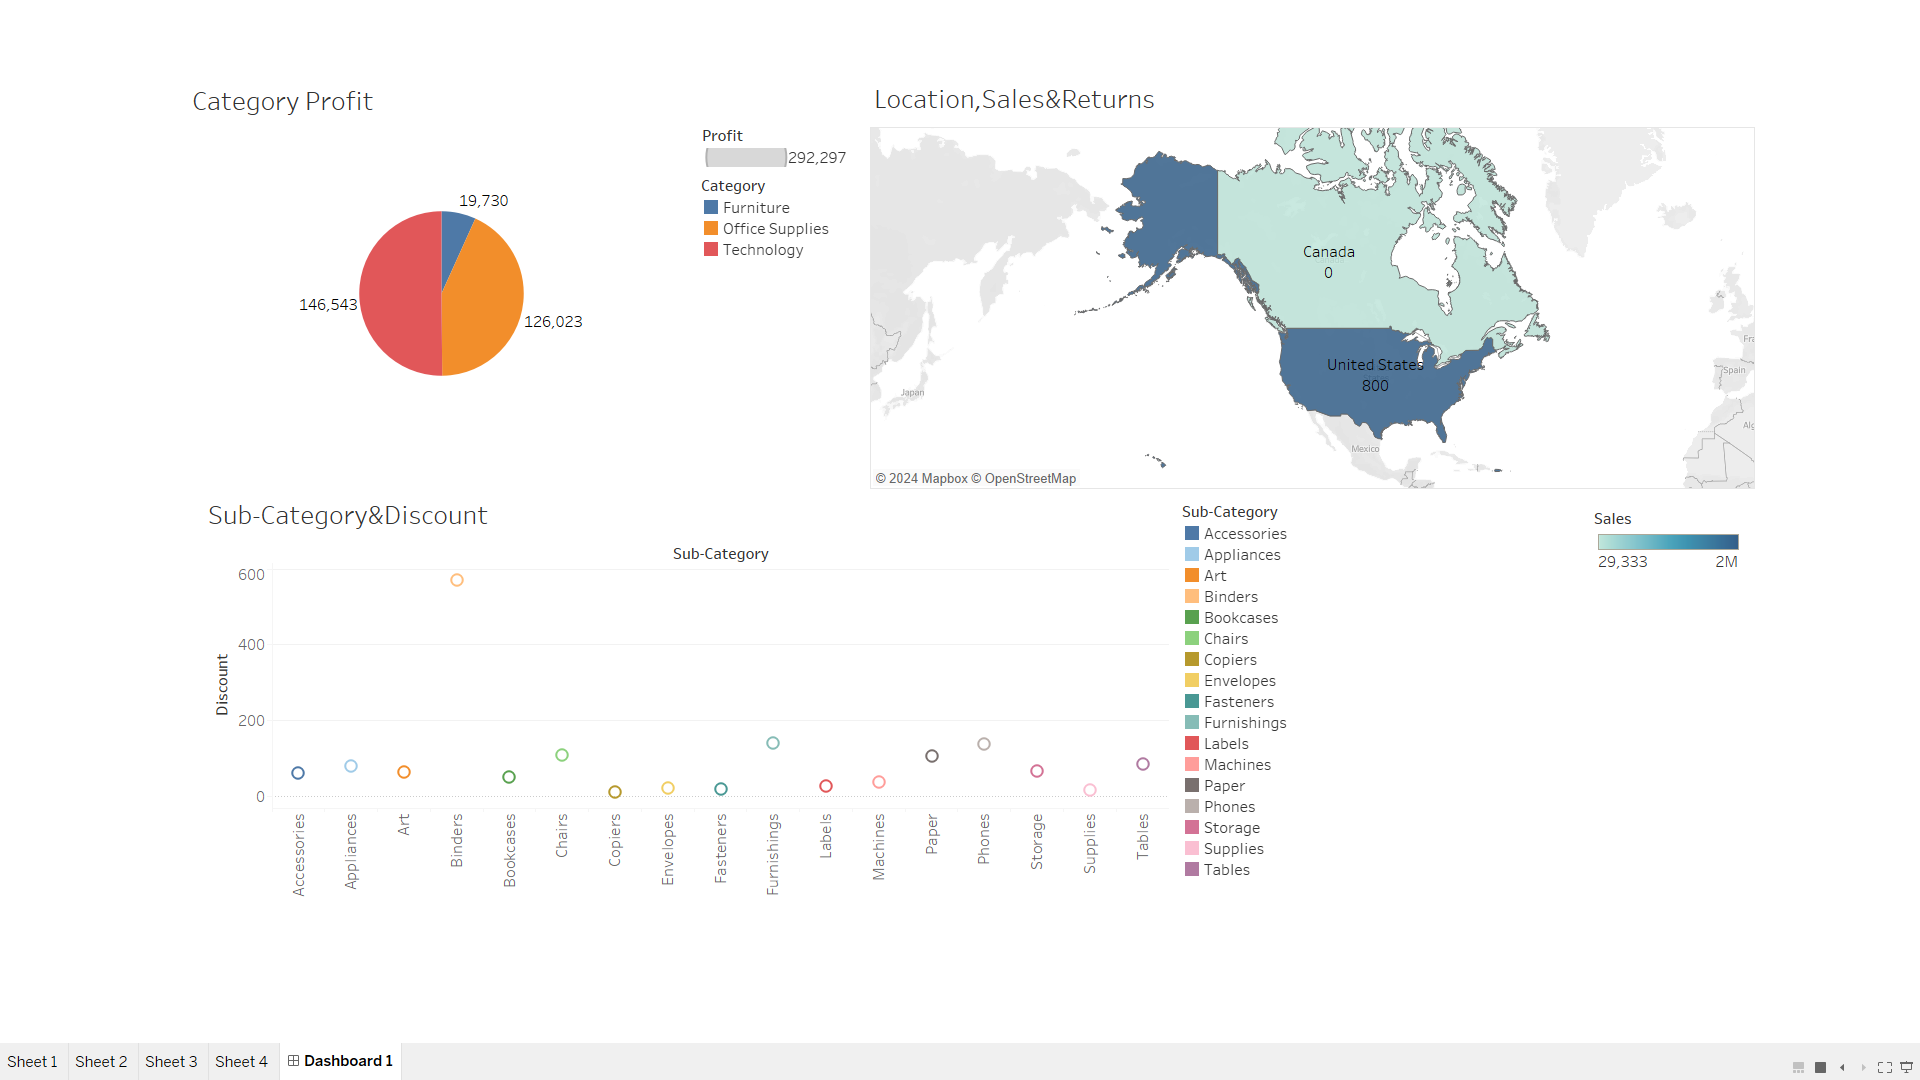 Category Profit
Profit
292,297
Category
Furniture
Office Supplies
Technology
19,730
146,543
126,023
Location,Sales&Returns
Canada
0
United States
800
Japan
Mexico
Spain
© 2024 Mapbox © OpenStreetMap
Sub-Category&Discount
Sub-Category
Discount
600
400
200
0
Accessories
Appliances
Art
Binders
Bookcases
Chairs
Copiers
Envelopes
Fasteners
Furnishings
Labels
Machines
Paper
Phones
Storage
Supplies
Tables
Sub-Category
Accessories
Appliances
Art
Binders
Bookcases
Chairs
Copiers
Envelopes
Fasteners
Furnishings
Labels
Machines
Paper
Phones
Storage
Supplies
Tables
Sales
29,333 2M
Sheet 1 Sheet 2 Sheet 3 Sheet 4 Dashboard 1